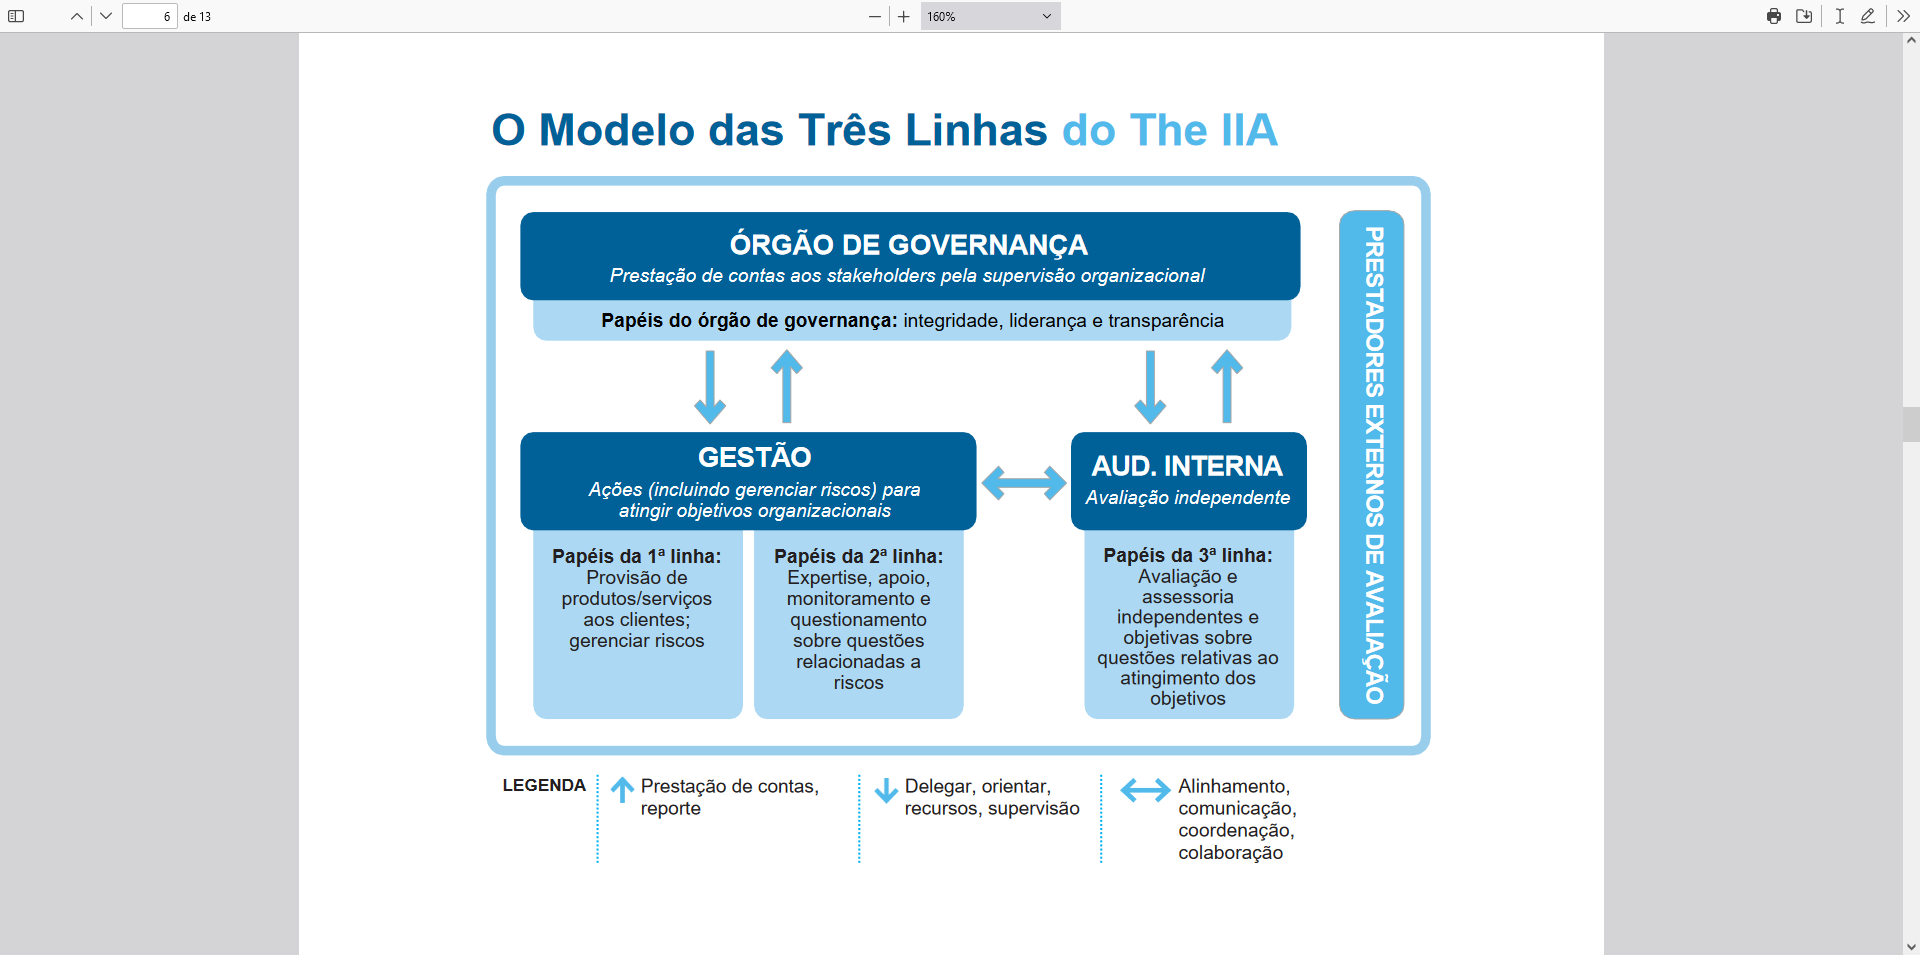 6 de 13
160%
O Modelo das Três Linhas do The IIA
ÓRGÃO DE GOVERNANÇA
Prestação de contas aos stakeholders pela supervisão organizacional
Papéis do órgão de governança: integridade, liderança e transparência
GESTÃO
Ações (incluindo gerenciar riscos) para
atingir objetivos organizacionais
Papéis da 1ª linha:
Provisão de
produtos/serviços
aos clientes;
gerenciar riscos
Papéis da 2ª linha:
Expertise, apoio,
monitoramento e
questionamento
sobre questões
relacionadas a
riscos
AUD. INTERNA
Avaliação independente
Papéis da 3ª linha:
Avaliação e
assessoria
independentes e
objetivas sobre
questões relativas ao
atingimento dos
objetivos
PRESTADORES EXTERNOS DE AVALIAÇÃO
LEGENDA
Prestação de contas,
reporte
Delegar, orientar,
recursos, supervisão
Alinhamento,
comunicação,
coordenação,
colaboração